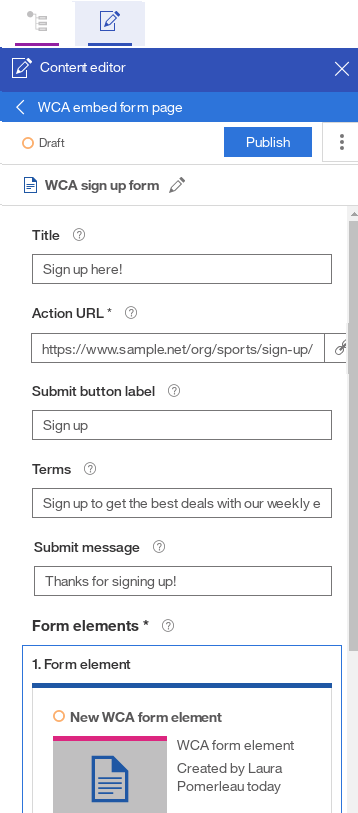 Content editor
WCA embed form page
Draft
Publish
WCA sign up form
Title
Sign up here!
Action URL *
https://www.sample.net/org/sports/sign-up/
Submit button label
Sign up
Terms
Sign up to get the best deals with our weekly e
Submit message
Thanks for signing up!
Form elements *
1. Form element
New WCA form element
WCA form element
Created by Laura
Pomerleau today